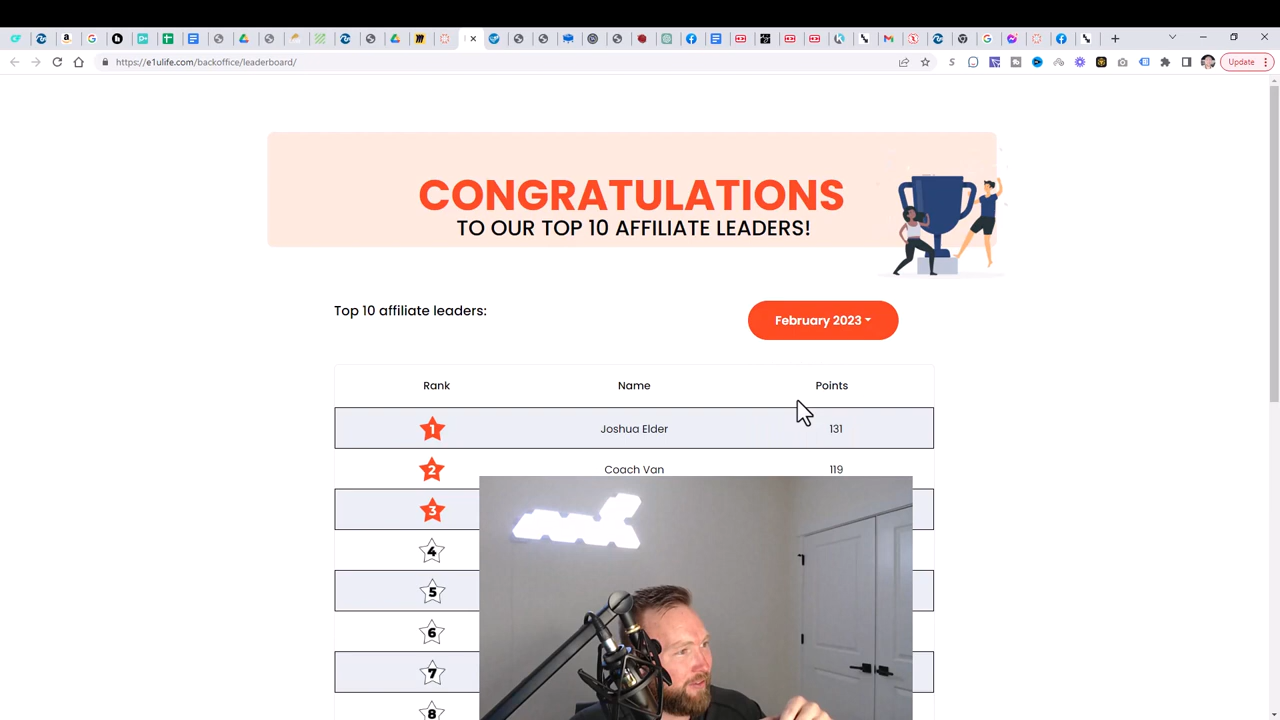 https://e1ulife.com/backoffice/leaderboard/
Update
CONGRATULATIONS
TO OUR TOP 10 AFFILIATE LEADERS!
Top 10 affiliate leaders:
February 2023
Rank Name Points
1 Joshua Elder 131
2 Coach Van 119
3
4
5
6
7
8